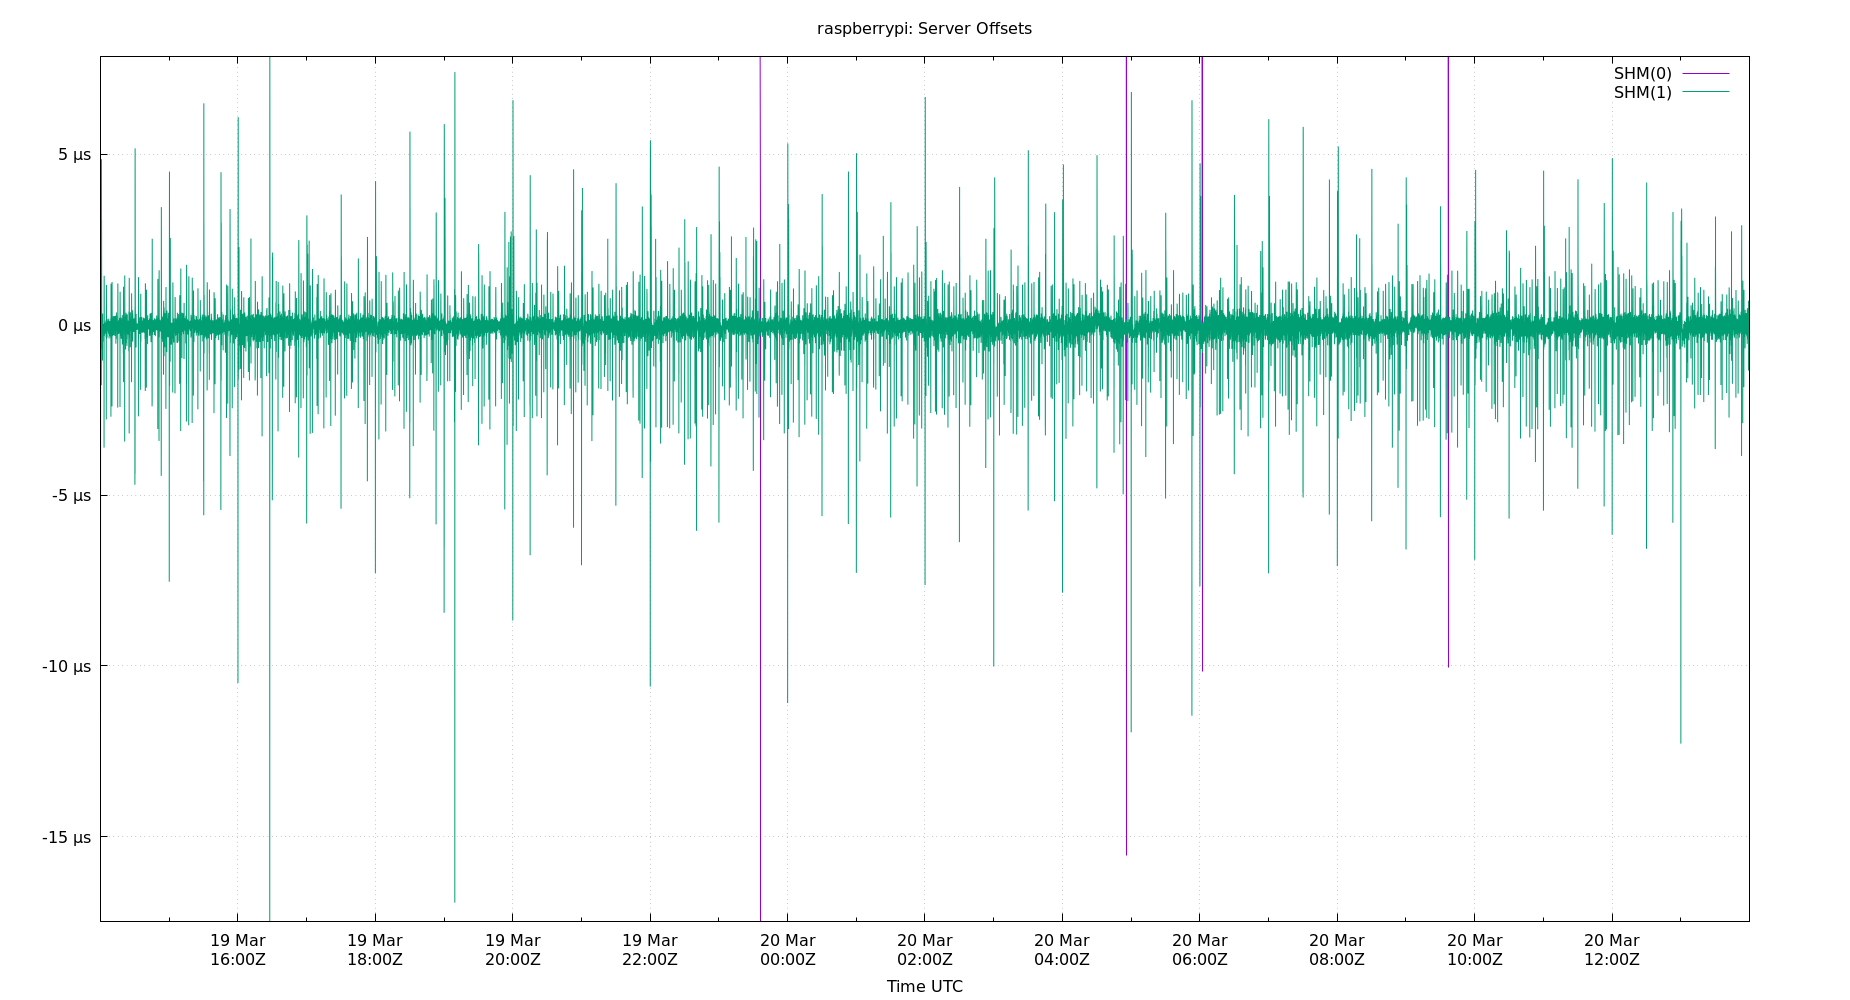 raspberrypi: Server Offsets
SHM(0)
SHM(1)
5 µs
0 µs
-5 µs
-10 µs
-15 µs
19 Mar 19 Mar 19 Mar 19 Mar 20 Mar 20 Mar 20 Mar 20 Mar 20 Mar 20 Mar 20 Mar
16:00Z 18:00Z 20:00Z 22:00Z 00:00Z 02:00Z 04:00Z 06:00Z 08:00Z 10:00Z 12:00Z
Time UTC